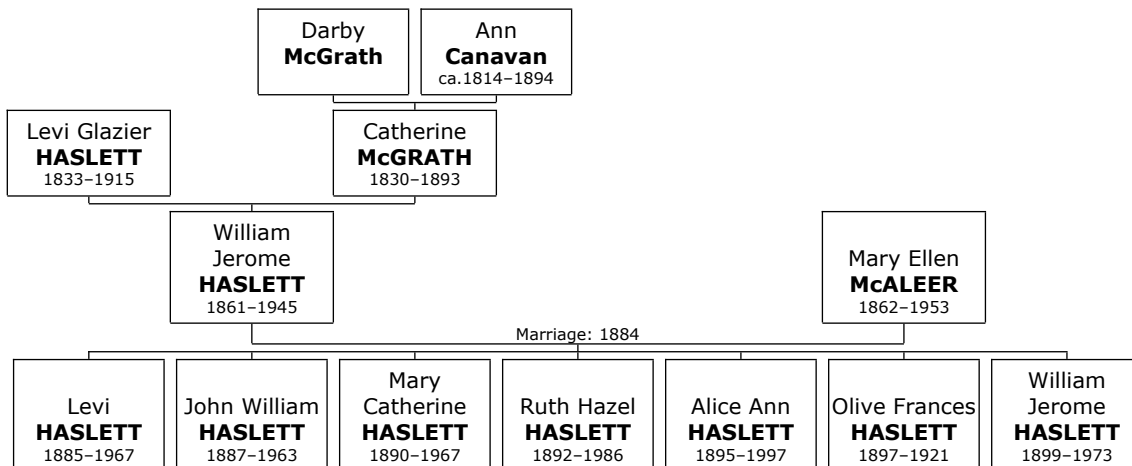 Darby
McGrath
Ann
Canavan
ca.1814–1894
Levi Glazier
HASLETT
1833–1915
Catherine
McGRATH
1830–1893
William
Jerome
HASLETT
1861–1945
Mary Ellen
McALEER
1862–1953
Marriage: 1884
Levi
HASLETT
1885–1967
John William
HASLETT
1887–1963
Mary
Catherine
HASLETT
1890–1967
Ruth Hazel
HASLETT
1892–1986
Alice Ann
HASLETT
1895–1997
Olive Frances
HASLETT
1897–1921
William
Jerome
HASLETT
1899–1973